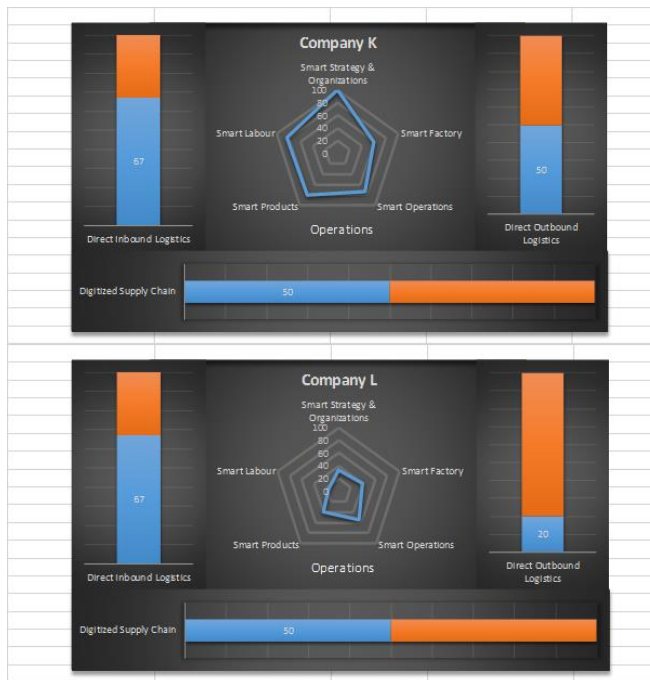 Company K
Smart Strategy &
Organizations
100
80
60
40
20
0
Smart Labour
Smart Factory
Smart Products
Smart Operations
Operations
67
Direct Inbound Logistics
50
Direct Outbound
Logistics
Digitized Supply Chain
50
Company L
Smart Strategy &
Organizations
100
80
60
40
20
0
Smart Labour
Smart Factory
Smart Products
Smart Operations
Operations
67
Direct Inbound Logistics
20
Direct Outbound
Logistics
Digitized Supply Chain
50